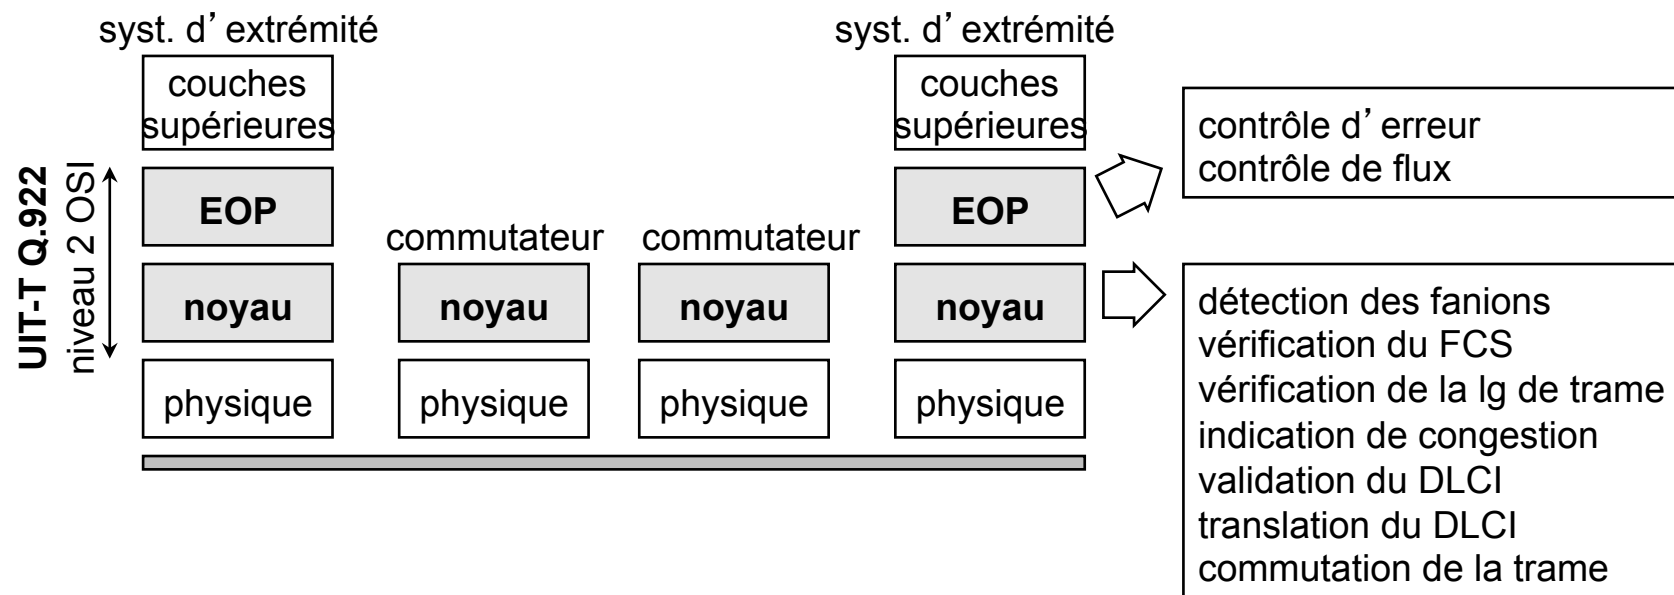 syst. d’ extrémité
syst. d’ extrémité
couches
supérieures
couches
supérieures
contrôle d’ erreur
contrôle de flux
UIT-T Q.922
niveau 2 OSI
EOP
EOP
commutateur
commutateur
noyau
noyau
noyau
noyau
détection des fanions
vérification du FCS
vérification de la lg de trame
indication de congestion
validation du DLCI
translation du DLCI
commutation de la trame
physique
physique
physique
physique